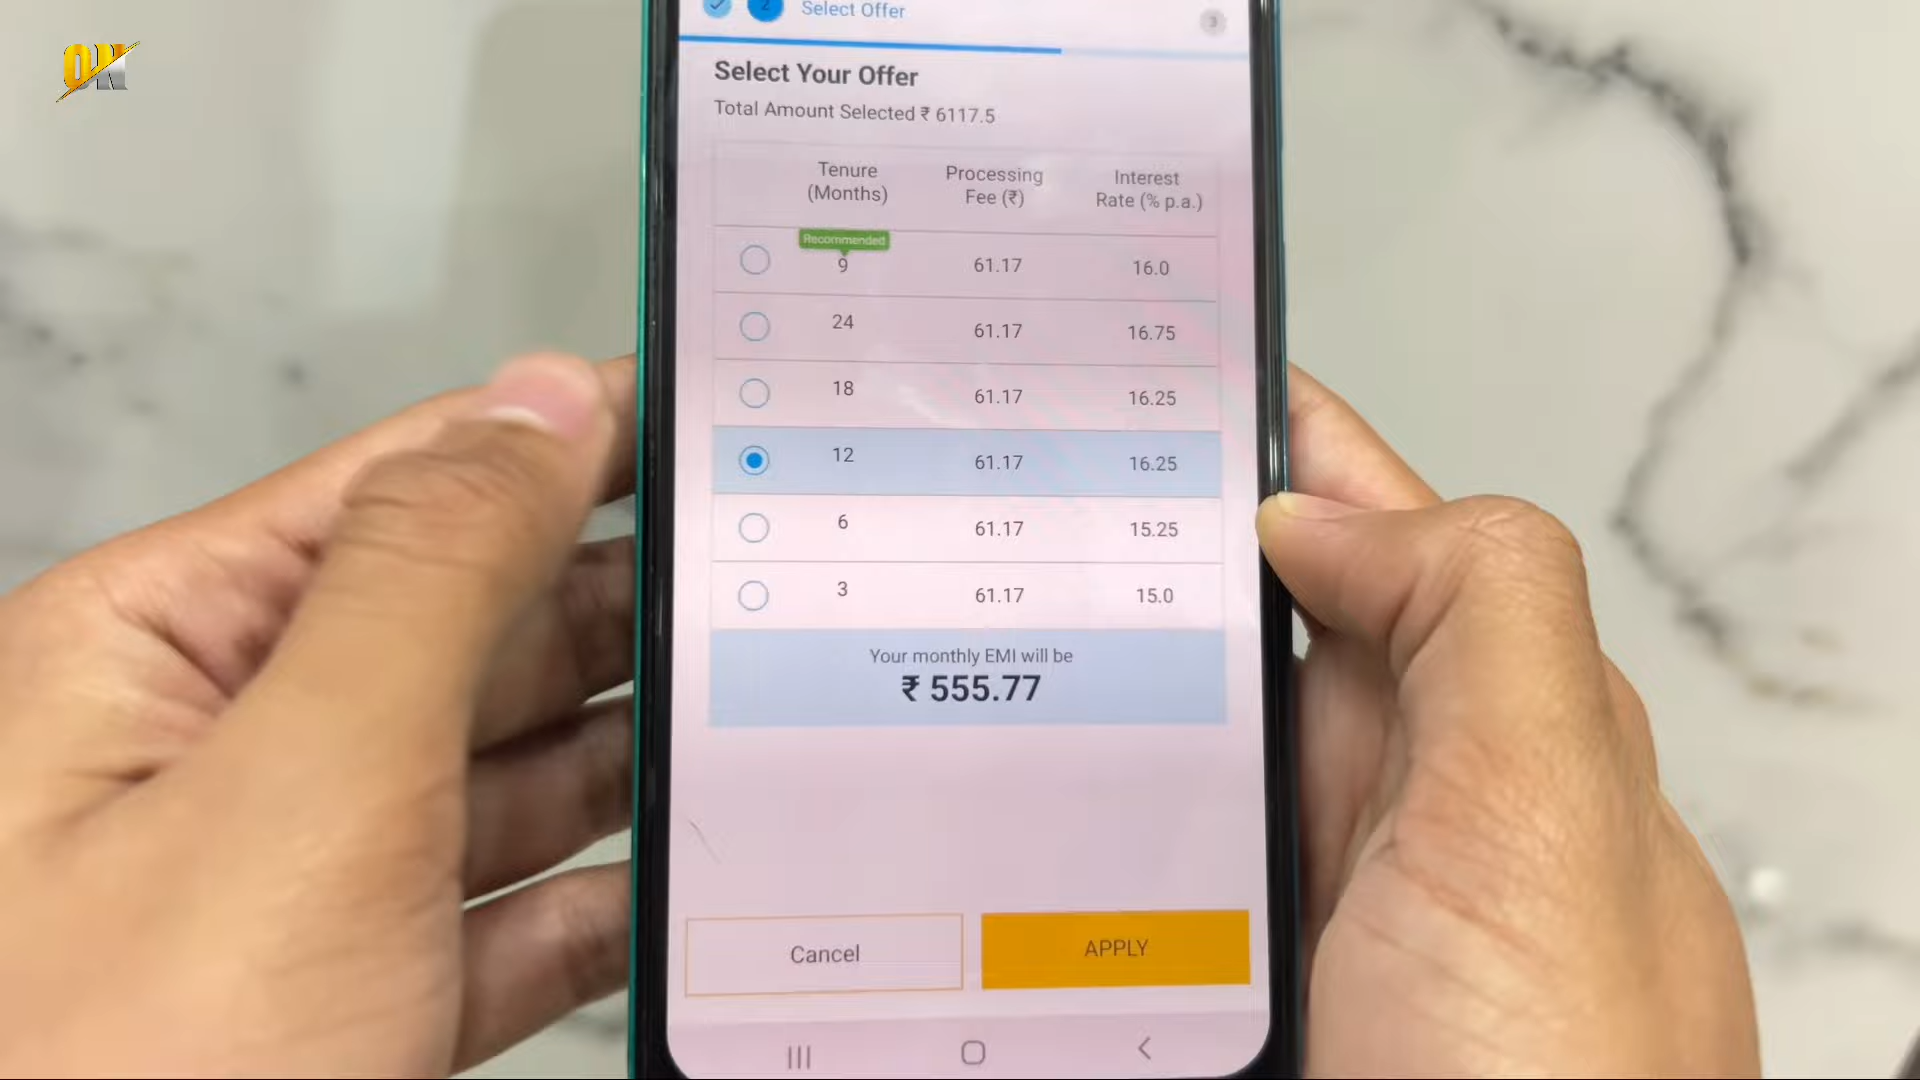 ON
2 Select Offer
3
Select Your Offer
Total Amount Selected ₹ 6117.5
Tenure (Months) Processing Fee (₹) Interest Rate (% p.a.)
Recommended
9 61.17 16.0
24 61.17 16.75
18 61.17 16.25
12 61.17 16.25
6 61.17 15.25
3 61.17 15.0
Your monthly EMI will be
₹ 555.77
Cancel APPLY